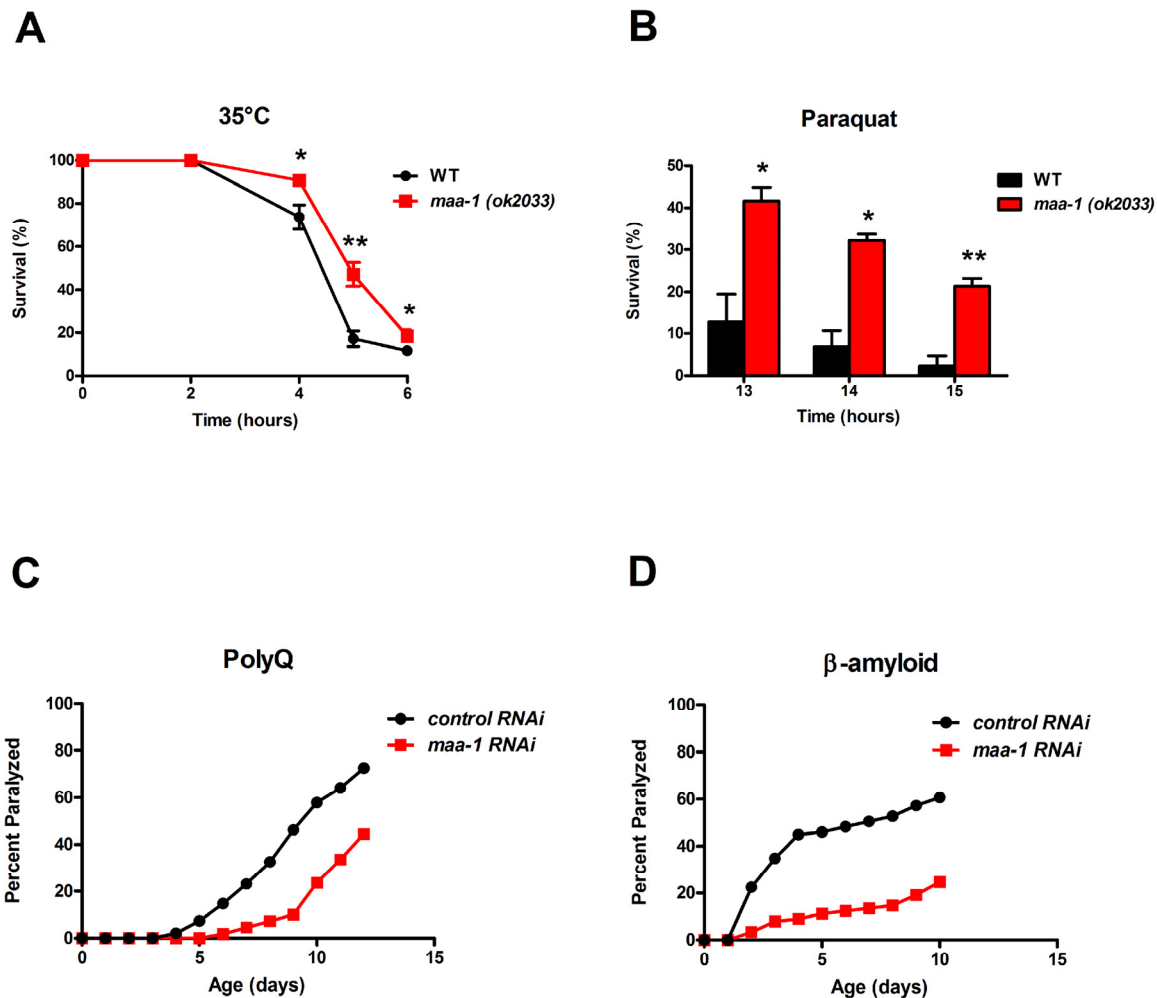 A
35°C
Survival (%)
100
80
60
40
20
0
*
**
*
0 2 4 6
Time (hours)
WT
maa-1 (ok2033)
B
Paraquat
Survival (%)
50
40
30
20
10
0
*
*
**
13 14 15
Time (hours)
WT
maa-1 (ok2033)
C
PolyQ
Percent Paralyzed
100
80
60
40
20
0
0 5 10 15
Age (days)
control RNAi
maa-1 RNAi
D
β-amyloid
Percent Paralyzed
100
80
60
40
20
0
0 5 10 15
Age (days)
control RNAi
maa-1 RNAi